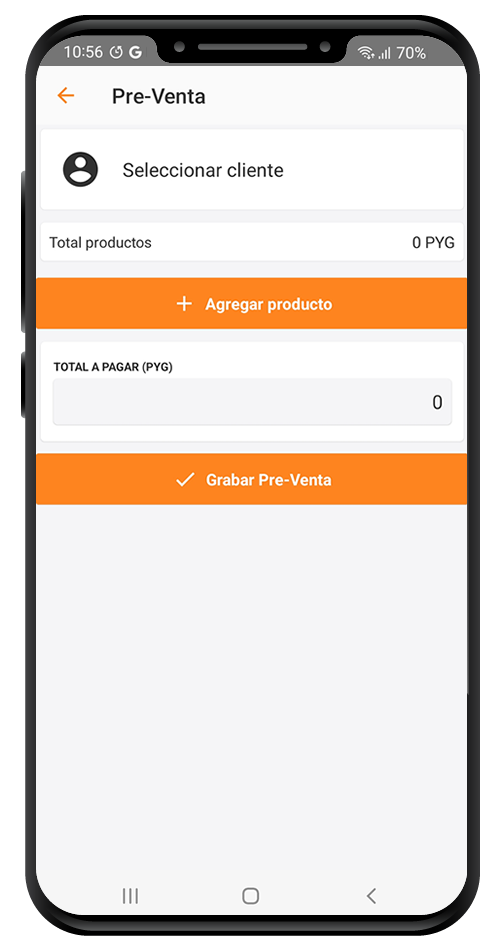 10:56 G 70%
Pre-Venta
Seleccionar cliente
Total productos 0 PYG
Agregar producto
TOTAL A PAGAR (PYG)
0
Grabar Pre-Venta